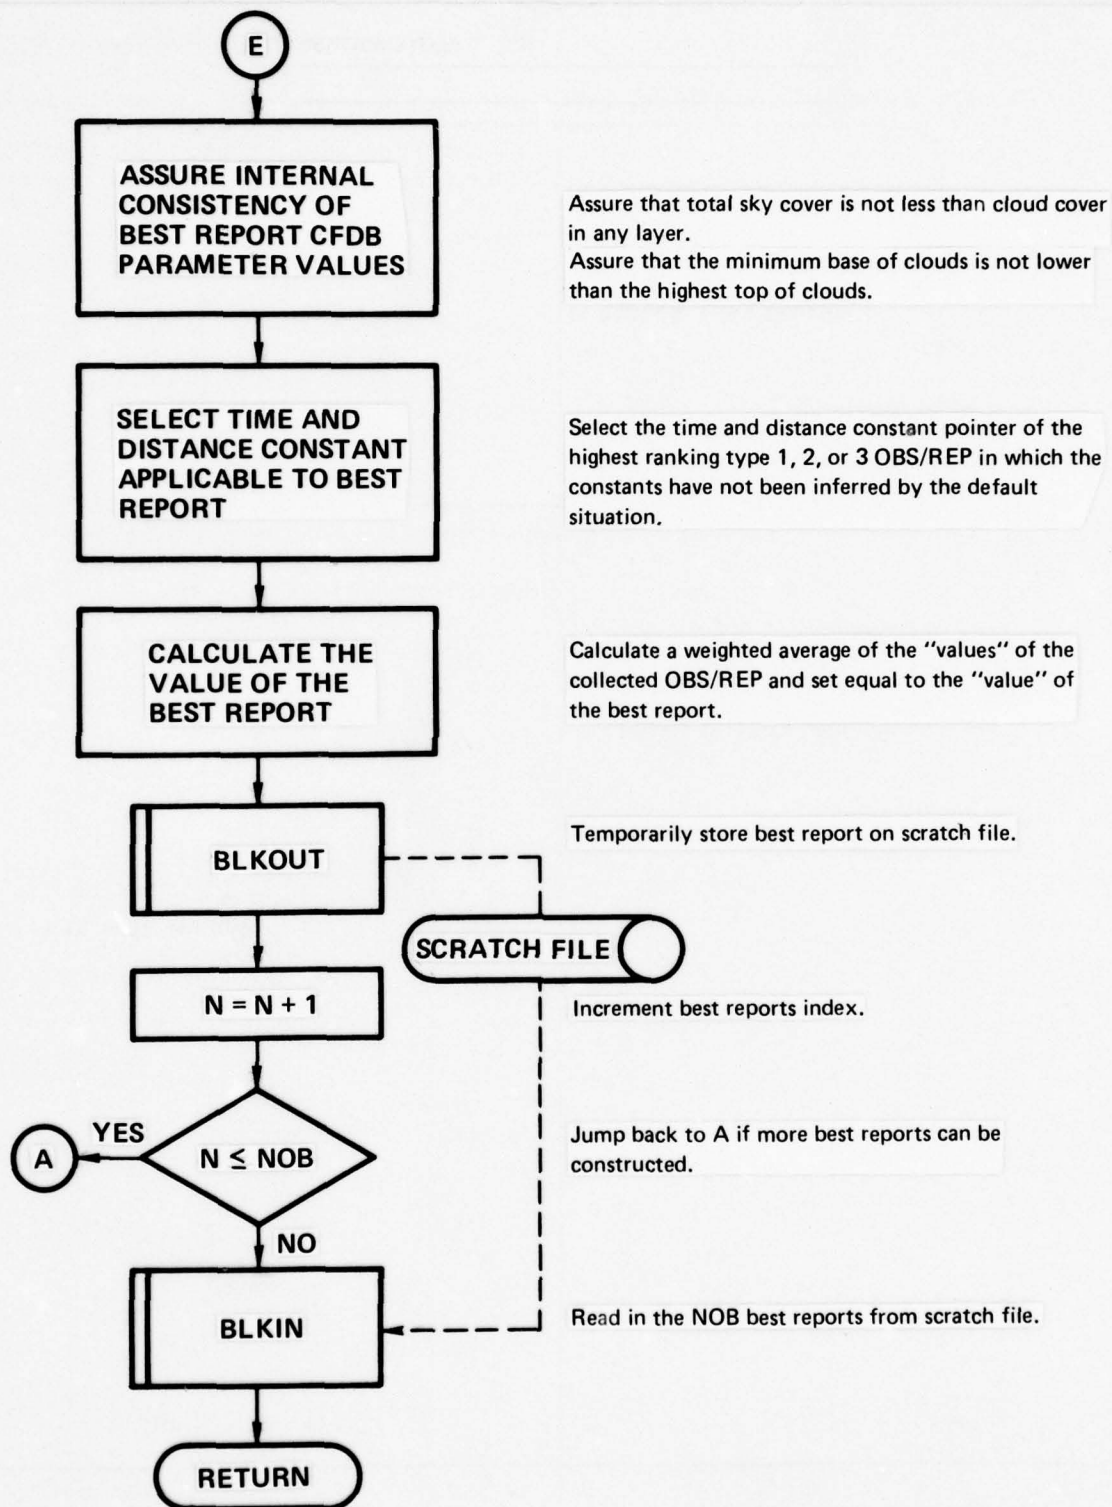 E
ASSURE INTERNAL
CONSISTENCY OF
BEST REPORT CFDB
PARAMETER VALUES
Assure that total sky cover is not less than cloud cover
in any layer.
Assure that the minimum base of clouds is not lower
than the highest top of clouds.
SELECT TIME AND
DISTANCE CONSTANT
APPLICABLE TO BEST
REPORT
Select the time and distance constant pointer of the
highest ranking type 1, 2, or 3 OBS/REP in which the
constants have not been inferred by the default
situation.
CALCULATE THE
VALUE OF THE
BEST REPORT
Calculate a weighted average of the "values" of the
collected OBS/REP and set equal to the "value" of
the best report.
BLKOUT
Temporarily store best report on scratch file.
SCRATCH FILE
N = N + 1
Increment best reports index.
A
YES
N ≤ NOB
Jump back to A if more best reports can be
constructed.
NO
BLKIN
Read in the NOB best reports from scratch file.
RETURN